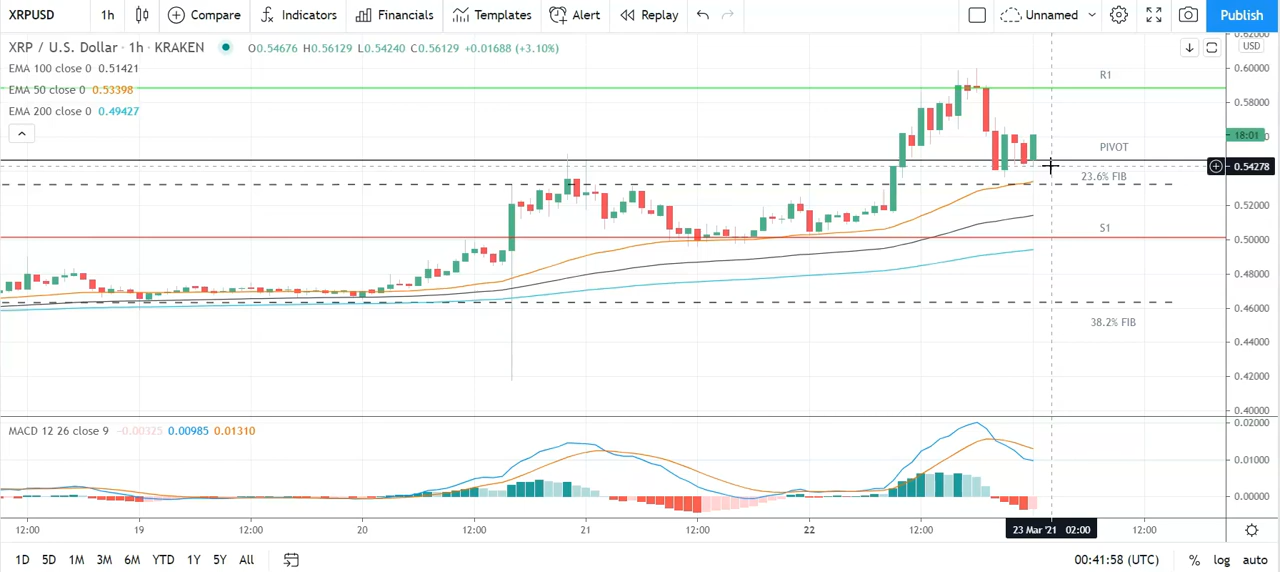 XRPUSD 1h Compare Indicators Financials Templates Alert Replay Unnamed Publish
XRP / U.S. Dollar · 1h · KRAKEN O0.54676 H0.56129 L0.54240 C0.56129 +0.01688 (+3.10%)
EMA 100 close 0 0.51421
EMA 50 close 0 0.53398
EMA 200 close 0 0.49427
USD
0.60000
R1
0.58000
18:01
PIVOT
0.54278
23.6% FIB
0.52000
S1
0.50000
0.48000
0.46000
38.2% FIB
0.44000
0.42000
0.40000
MACD 12 26 close 9 -0.00325 0.00985 0.01310
0.02000
0.01000
0.00000
12:00 19 12:00 20 12:00 21 12:00 22 12:00 23 Mar '21 02:00 12:00
1D 5D 1M 3M 6M YTD 1Y 5Y All 00:41:58 (UTC) % log auto